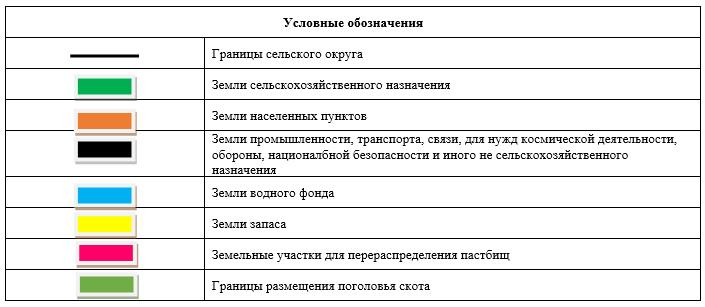 Условные обозначения
Границы сельского округа
Земли сельскохозяйственного назначения
Земли населенных пунктов
Земли промышленности, транспорта, связи, для нужд космической деятельности,
обороны, националбной безопасности и иного не сельскохозяйственного
назначения
Земли водного фонда
Земли запаса
Земельные участки для перераспределения пастбищ
Границы размещения поголовья скота